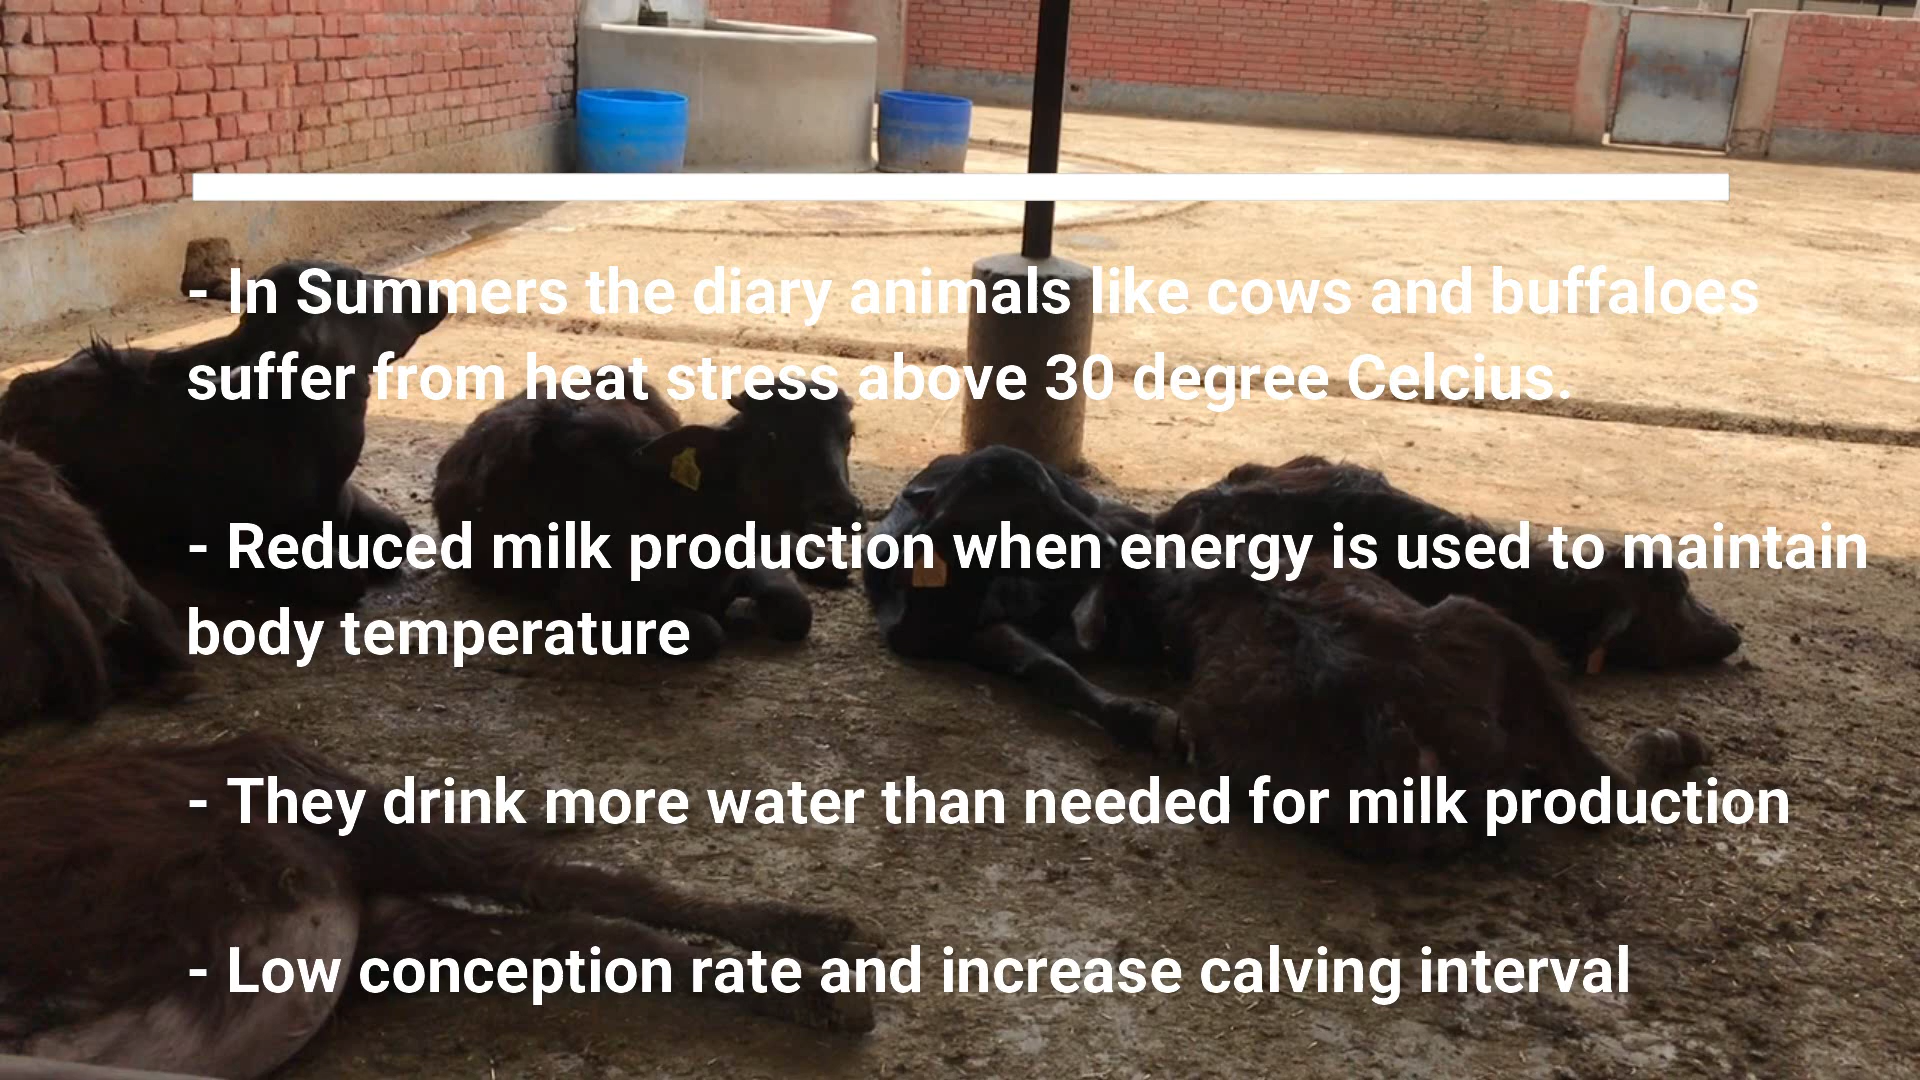 - In Summers the diary animals like cows and buffaloes
suffer from heat stress above 30 degree Celcius.
- Reduced milk production when energy is used to maintain
body temperature
- They drink more water than needed for milk production
- Low conception rate and increase calving interval